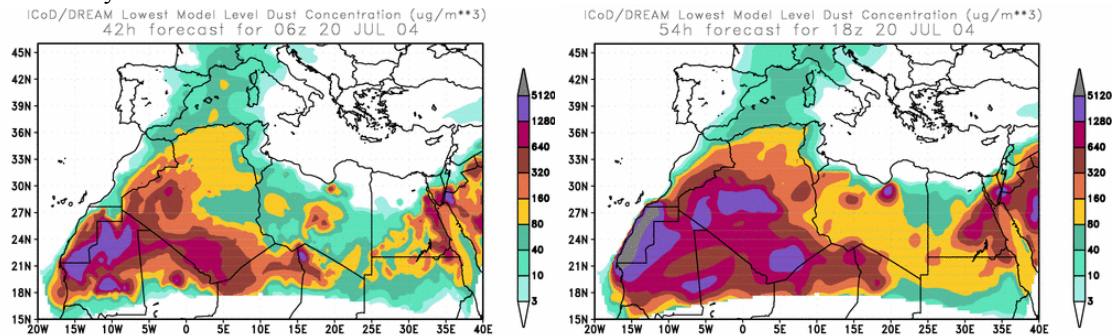 ICoD/DREAM Lowest Model Level Dust Concentration (ug/m**3)
42h forecast for 06z 20 JUL 04
45N
42N
39N
36N
33N
30N
27N
24N
21N
18N
15N
20W 15W 10W 5W 0 5E 10E 15E 20E 25E 30E 35E 40E
5120
1280
640
320
160
80
40
10
3
ICoD/DREAM Lowest Model Level Dust Concentration (ug/m**3)
54h forecast for 18z 20 JUL 04
45N
42N
39N
36N
33N
30N
27N
24N
21N
18N
15N
20W 15W 10W 5W 0 5E 10E 15E 20E 25E 30E 35E 40E
5120
1280
640
320
160
80
40
10
3